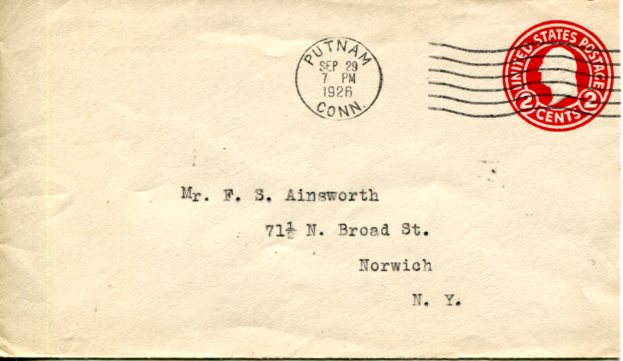 PUTNAM
SEP 29
7 PM
1926
CONN.
UNITED STATES POSTAGE
2 CENTS 2
Mr. F. S. Ainsworth
71½ N. Broad St.
Norwich
N. Y.